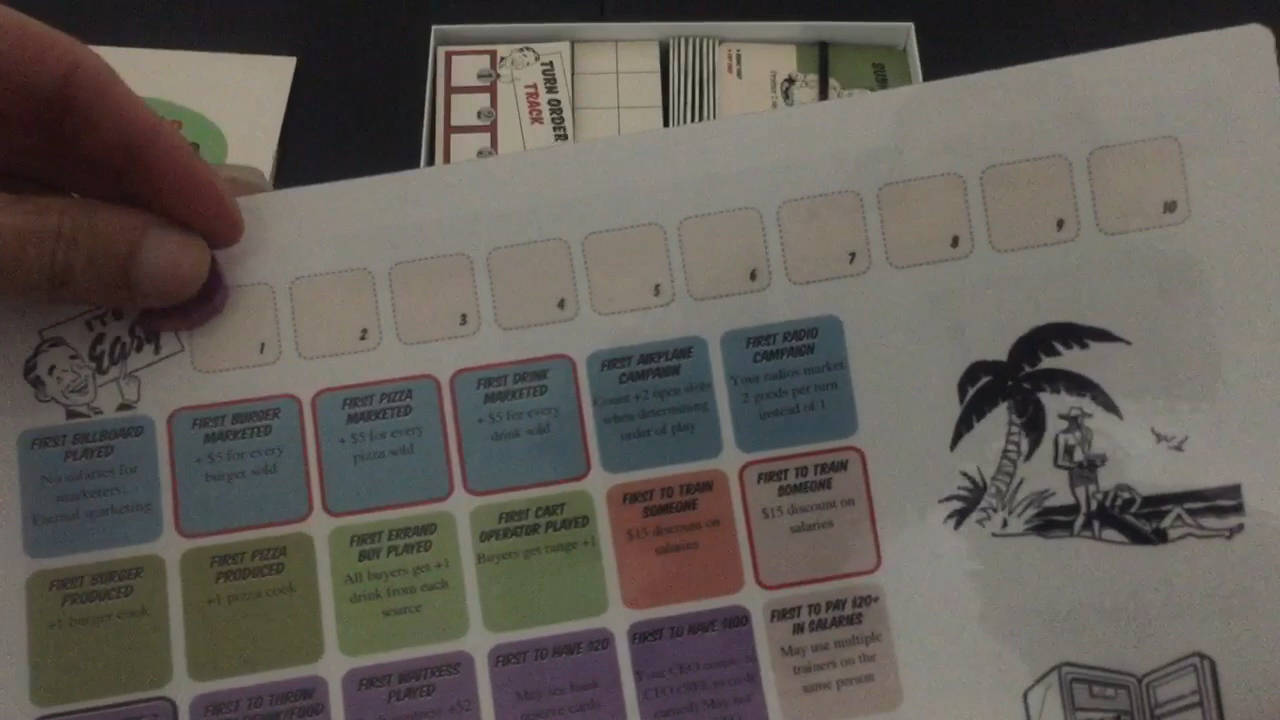 TURN ORDER
TRACK
1
2
IT'S
Easy
1
2
3
4
5
6
7
8
9
10
FIRST BILLBOARD
PLAYED
No salaries for
marketers...
Eternal marketing
FIRST BURGER
MARKETED
+ $5 for every
burger sold
FIRST PIZZA
MARKETED
+ $5 for every
pizza sold
FIRST DRINK
MARKETED
+ $5 for every
drink sold
FIRST AIRPLANE
CAMPAIGN
Count +2 open slots
when determining
order of play
FIRST RADIO
CAMPAIGN
Your radios market
2 goods per turn
instead of 1
FIRST BURGER
PRODUCED
+1 burger cook
FIRST PIZZA
PRODUCED
+1 pizza cook
FIRST ERRAND
BOY PLAYED
All buyers get +1
drink from each
source
FIRST CART
OPERATOR PLAYED
Buyers get range +1
FIRST TO TRAIN
SOMEONE
$15 discount on
salaries
FIRST TO TRAIN
SOMEONE
$15 discount on
salaries
FIRST TO THROW
FIRST WAITRESS
PLAYED
FIRST TO HAVE $20
May see bank
reserve cards
FIRST TO HAVE $100
FIRST TO PAY $20+
IN SALARIES
May use multiple
trainers on the
same person